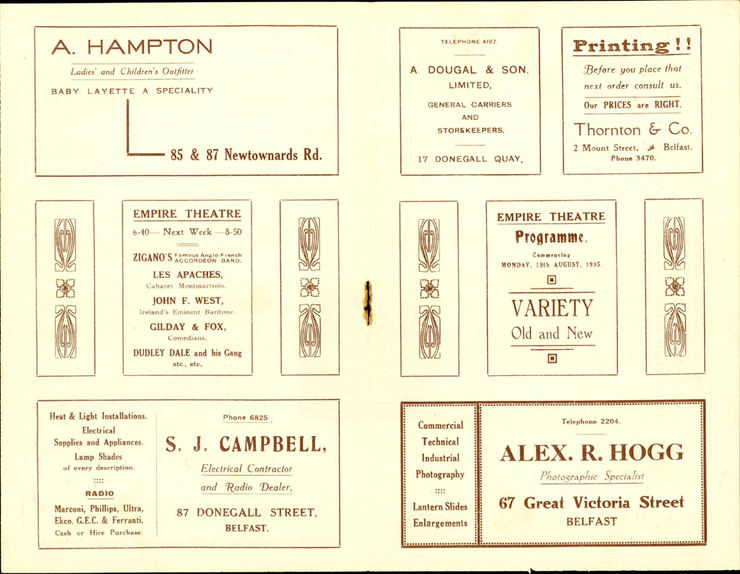 A. HAMPTON
Ladies' and Children's Outfitter
BABY LAYETTE A SPECIALITY
85 & 87 Newtownards Rd.
EMPIRE THEATRE
6-40— Next Week —8-50
ZIGANO'S Famous Anglo-French
ACCORDEON BAND.
LES APACHES,
Cabaret Montmartrois.
JOHN F. WEST,
Ireland's Eminent Baritone.
GILDAY & FOX,
Comedians.
DUDLEY DALE and his Gang
etc., etc,
Heat & Light Installations.
Electrical
Supplies and Appliances.
Lamp Shades
of every description.
::::
RADIO
Marconi, Phillips, Ultra,
Ekco, G.E.C. & Ferranti.
Cash or Hire Purchase.
Phone 6825
S. J. CAMPBELL,
Electrical Contractor
and Radio Dealer,
87 DONEGALL STREET,
BELFAST.
TELEPHONE 4197.
A. DOUGAL & SON,
LIMITED,
GENERAL CARRIERS
AND
STOREKEEPERS.
17 DONEGALL QUAY,
Printing!!
Before you place that
next order consult us.
Our PRICES are RIGHT.
Thornton & Co.
2 Mount Street, Belfast.
Phone 3470.
EMPIRE THEATRE
Programme.
Commencing
MONDAY, 19th AUGUST, 1935.
VARIETY
Old and New
Commercial
Technical
Industrial
Photography
::::
Lantern Slides
Enlargements
Telephone 2204.
ALEX. R. HOGG
Photographic Specialist
67 Great Victoria Street
BELFAST